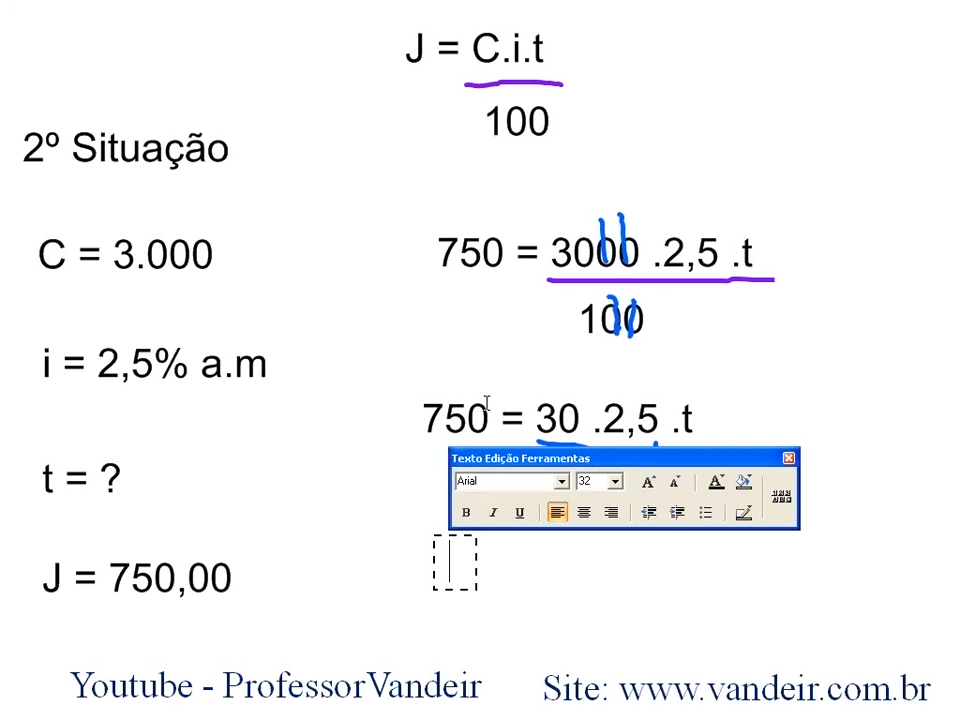 J = C.i.t
100
2º Situação
C = 3.000
750 = 3000 .2,5 .t
100
i = 2,5% a.m
750 = 30 .2,5 .t
Texto Edição Ferramentas
Arial 32
B I U
t = ?
J = 750,00
Youtube - ProfessorVandeir
Site: www.vandeir.com.br